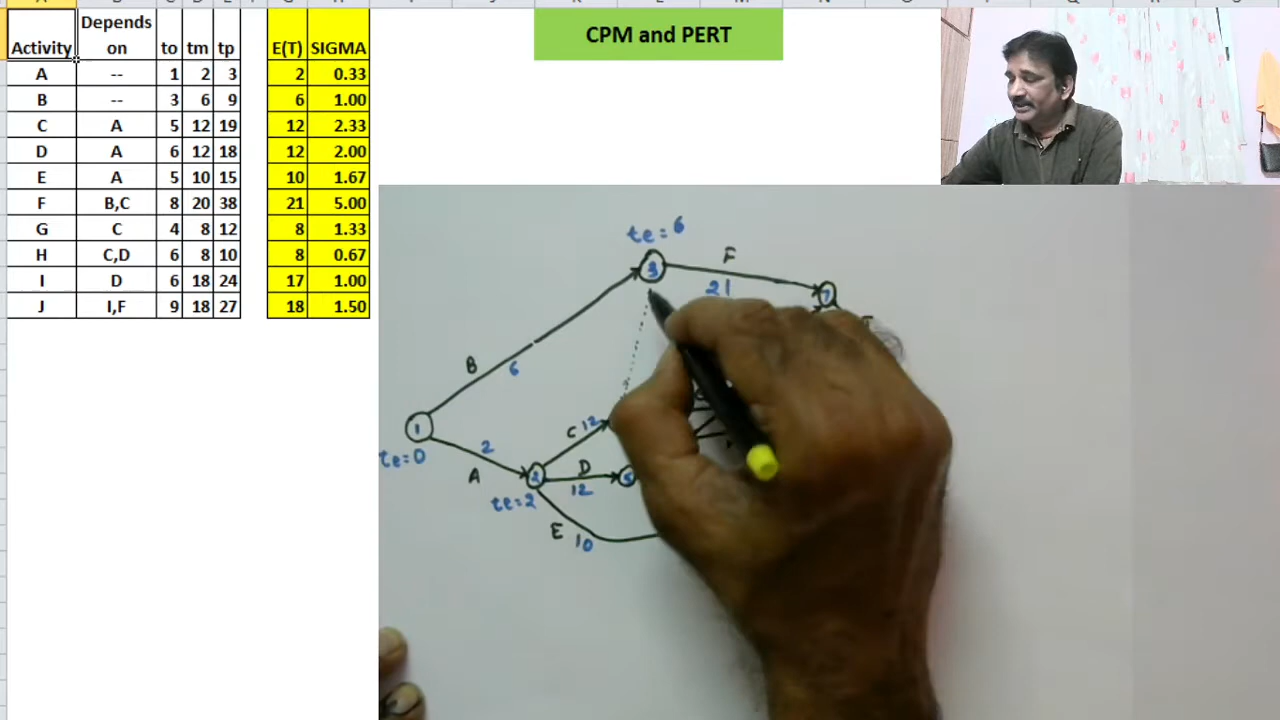 CPM and PERT
Activity Depends on to tm tp E(T) SIGMA
A -- 1 2 3 2 0.33
B -- 3 6 9 6 1.00
C A 5 12 19 12 2.33
D A 6 12 18 12 2.00
E A 5 10 15 10 1.67
F B,C 8 20 38 21 5.00
G C 4 8 12 8 1.33
H C,D 6 8 10 8 0.67
I D 6 18 24 17 1.00
J I,F 9 18 27 18 1.50
te = 6
3
F
21
7
B
6
1
te=0
2
A
C 12
2
te=2
D
12
5
E
10